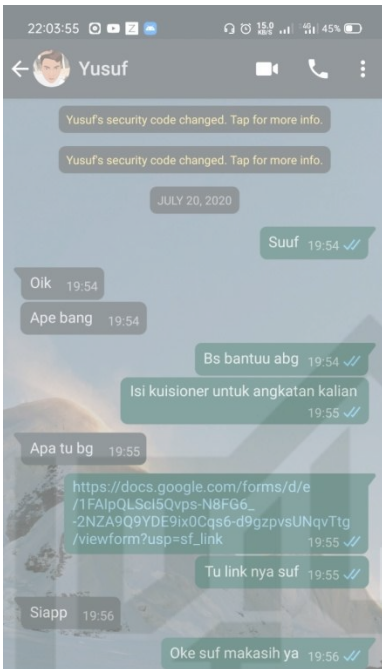 22:03:55 Z 15.0 KB/S 4G 45%
Yusuf
Yusuf's security code changed. Tap for more info.
Yusuf's security code changed. Tap for more info.
JULY 20, 2020
Suuf 19:54
Oik 19:54
Ape bang 19:54
Bs bantuu abg 19:54
Isi kuisioner untuk angkatan kalian
19:55
Apa tu bg 19:55
https://docs.google.com/forms/d/e
/1FAIpQLScl5Qvps-N8FG6_
-2NZA9Q9YDE9ix0Cqs6-d9gzpvsUNqvTtg
/viewform?usp=sf_link
19:55
Tu link nya suf 19:55
Siapp 19:56
Oke suf makasih ya 19:56